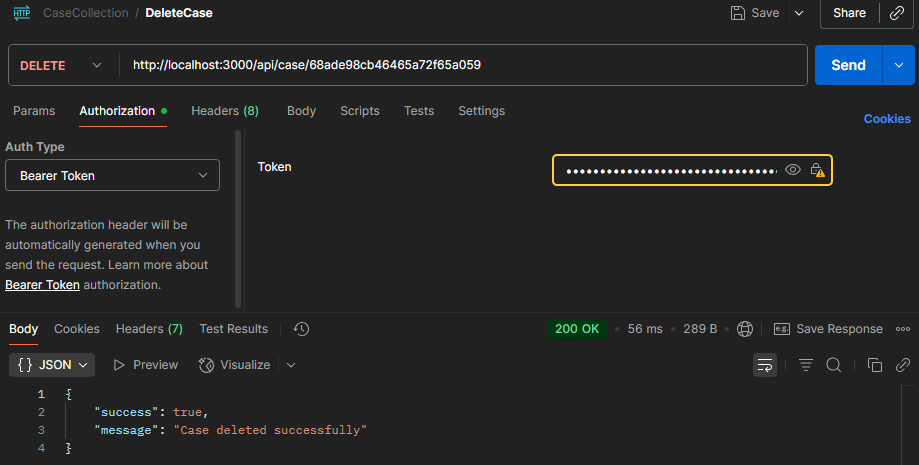 HTTP CaseCollection / DeleteCase Save Share
DELETE http://localhost:3000/api/case/68ade98cb46465a72f65a059 Send
Params Authorization Headers (8) Body Scripts Tests Settings Cookies
Auth Type
Bearer Token
Token ••••••••••••••••••••••••••••••••
The authorization header will be
automatically generated when you
send the request. Learn more about
Bearer Token authorization.
Body Cookies Headers (7) Test Results 200 OK • 56 ms • 289 B e.g. Save Response
{} JSON Preview Visualize
1 {
2 "success": true,
3 "message": "Case deleted successfully"
4 }